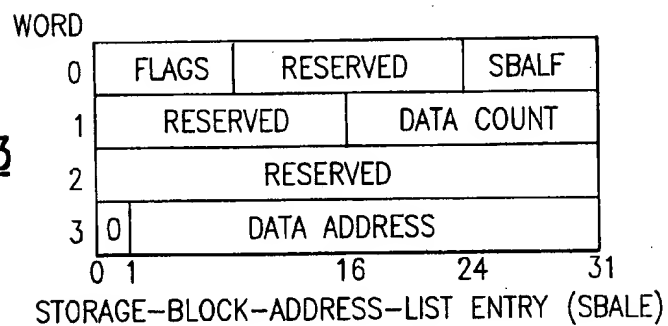 WORD
0 FLAGS RESERVED SBALF
1 RESERVED DATA COUNT
3
2 RESERVED
3 0 DATA ADDRESS
0 1 16 24 31
STORAGE-BLOCK-ADDRESS-LIST ENTRY (SBALE)